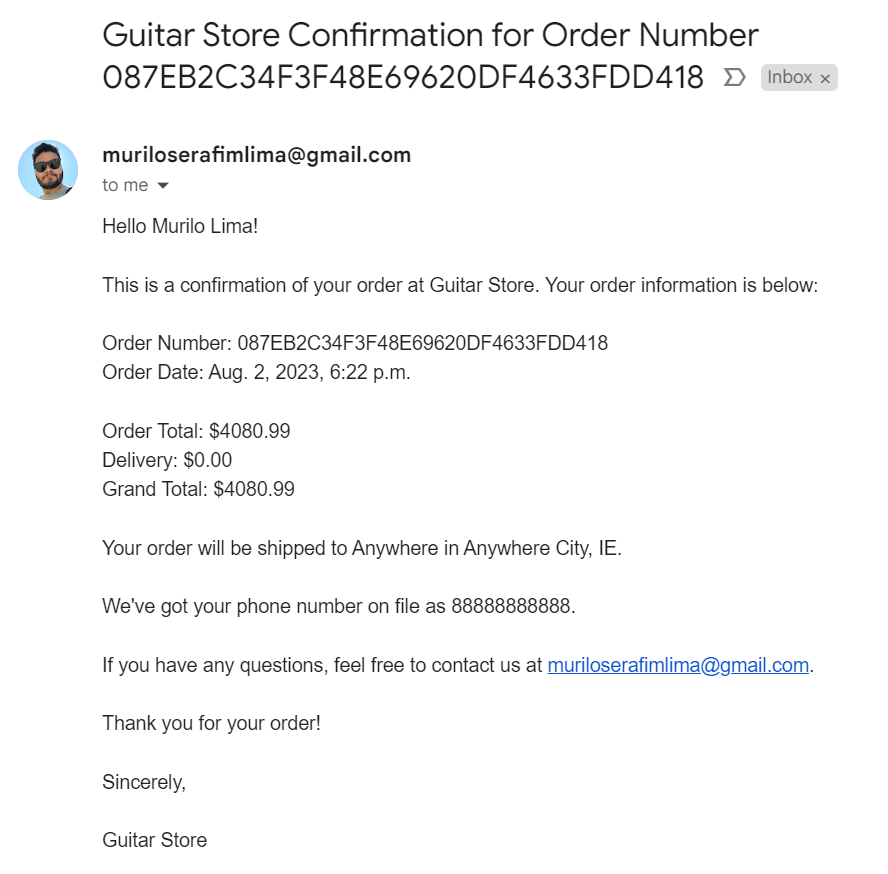 Guitar Store Confirmation for Order Number
087EB2C34F3F48E69620DF4633FDD418 Inbox x
muriloserafimlima@gmail.com
to me
Hello Murilo Lima!
This is a confirmation of your order at Guitar Store. Your order information is below:
Order Number: 087EB2C34F3F48E69620DF4633FDD418
Order Date: Aug. 2, 2023, 6:22 p.m.
Order Total: $4080.99
Delivery: $0.00
Grand Total: $4080.99
Your order will be shipped to Anywhere in Anywhere City, IE.
We've got your phone number on file as 88888888888.
If you have any questions, feel free to contact us at muriloserafimlima@gmail.com.
Thank you for your order!
Sincerely,
Guitar Store